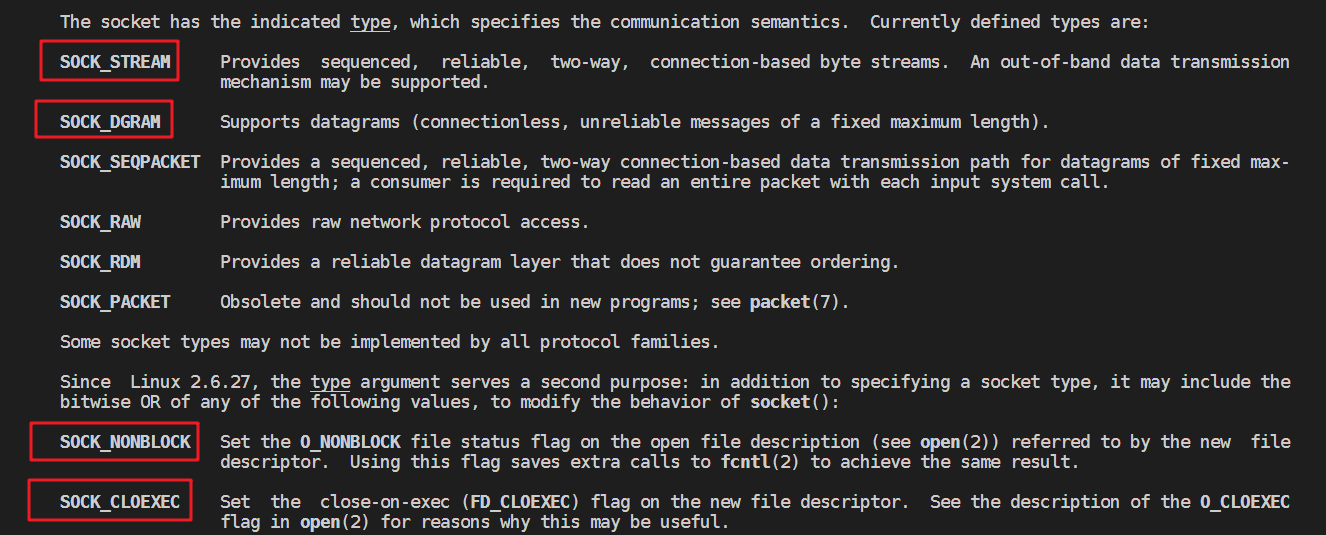 The socket has the indicated type, which specifies the communication semantics.  Currently defined types are:
SOCK_STREAM     Provides  sequenced,  reliable,  two-way,  connection-based byte streams.  An out-of-band data transmission
mechanism may be supported.
SOCK_DGRAM      Supports datagrams (connectionless, unreliable messages of a fixed maximum length).
SOCK_SEQPACKET  Provides a sequenced, reliable, two-way connection-based data transmission path for datagrams of fixed max-
imum length; a consumer is required to read an entire packet with each input system call.
SOCK_RAW        Provides raw network protocol access.
SOCK_RDM        Provides a reliable datagram layer that does not guarantee ordering.
SOCK_PACKET     Obsolete and should not be used in new programs; see packet(7).
Some socket types may not be implemented by all protocol families.
Since  Linux 2.6.27, the type argument serves a second purpose: in addition to specifying a socket type, it may include the
bitwise OR of any of the following values, to modify the behavior of socket():
SOCK_NONBLOCK   Set the O_NONBLOCK file status flag on the open file description (see open(2)) referred to by the new  file
descriptor.  Using this flag saves extra calls to fcntl(2) to achieve the same result.
SOCK_CLOEXEC    Set  the  close-on-exec (FD_CLOEXEC) flag on the new file descriptor.  See the description of the O_CLOEXEC
flag in open(2) for reasons why this may be useful.